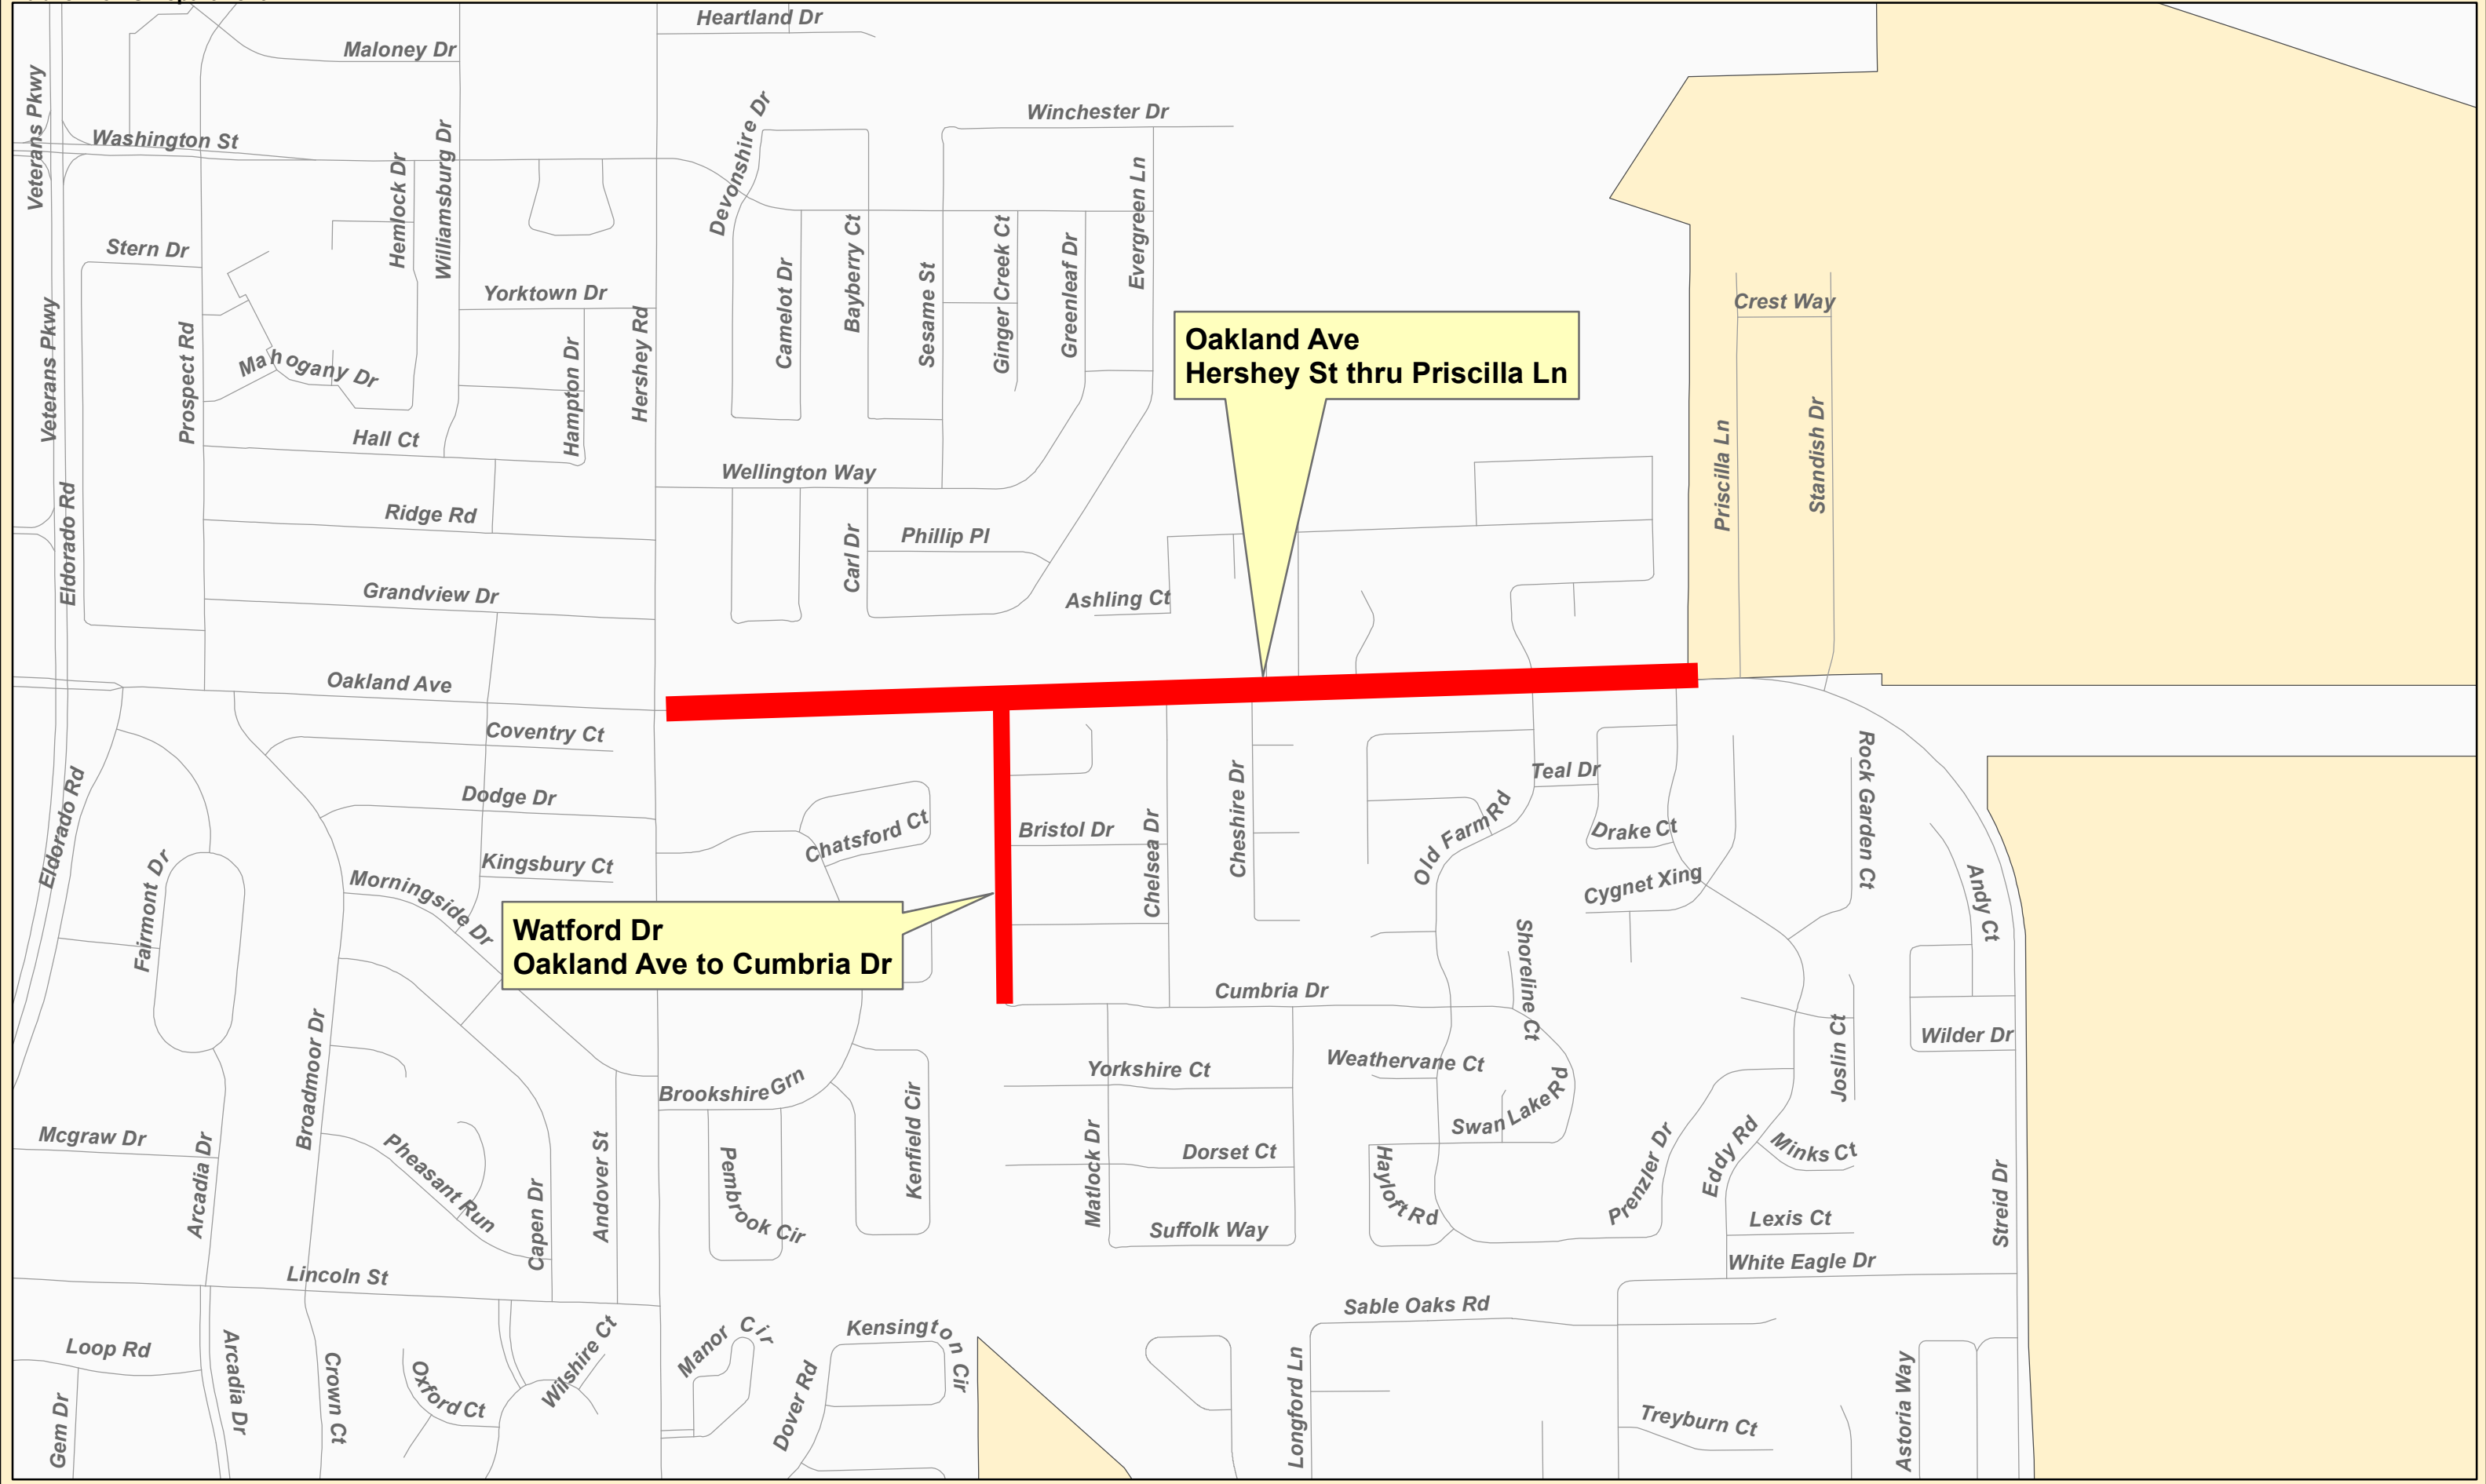 Heartland Dr
Maloney Dr
Veterans Pkwy
Washington St
Winchester Dr
Devonshire Dr
Hemlock Dr
Williamsburg Dr
Evergreen Ln
Stern Dr
Bayberry Ct
Ginger Creek Ct
Greenleaf Dr
Camelot Dr
Sesame St
Yorktown Dr
Crest Way
Veterans Pkwy
Prospect Rd
Mahogany Dr
Hampton Dr
Hershey Rd
Oakland Ave
Hershey St thru Priscilla Ln
Priscilla Ln
Standish Dr
Hall Ct
Wellington Way
Eldorado Rd
Ridge Rd
Carl Dr
Phillip Pl
Grandview Dr
Ashling Ct
Oakland Ave
Coventry Ct
Rock Garden Ct
Eldorado Rd
Dodge Dr
Teal Dr
Chatsford Ct
Bristol Dr
Chelsea Dr
Cheshire Dr
Old Farm Rd
Drake Ct
Fairmont Dr
Kingsbury Ct
Morningside Dr
Cygnet Xing
Andy Ct
Watford Dr
Oakland Ave to Cumbria Dr
Shoreline Ct
Cumbria Dr
Broadmoor Dr
Joslin Ct
Wilder Dr
Yorkshire Ct
Weathervane Ct
Brookshire Grn
Kenfield Cir
Swan Lake Rd
Mcgraw Dr
Arcadia Dr
Pheasant Run
Andover St
Pembrook Cir
Matlock Dr
Dorset Ct
Hayloft Rd
Prenzler Dr
Eddy Rd
Minks Ct
Streid Dr
Capen Dr
Suffolk Way
Lexis Ct
White Eagle Dr
Lincoln St
Sable Oaks Rd
Loop Rd
Arcadia Dr
Crown Ct
Oxford Ct
Wilshire Ct
Manor Cir
Kensington Cir
Dover Rd
Gem Dr
Longford Ln
Treyburn Ct
Astoria Way